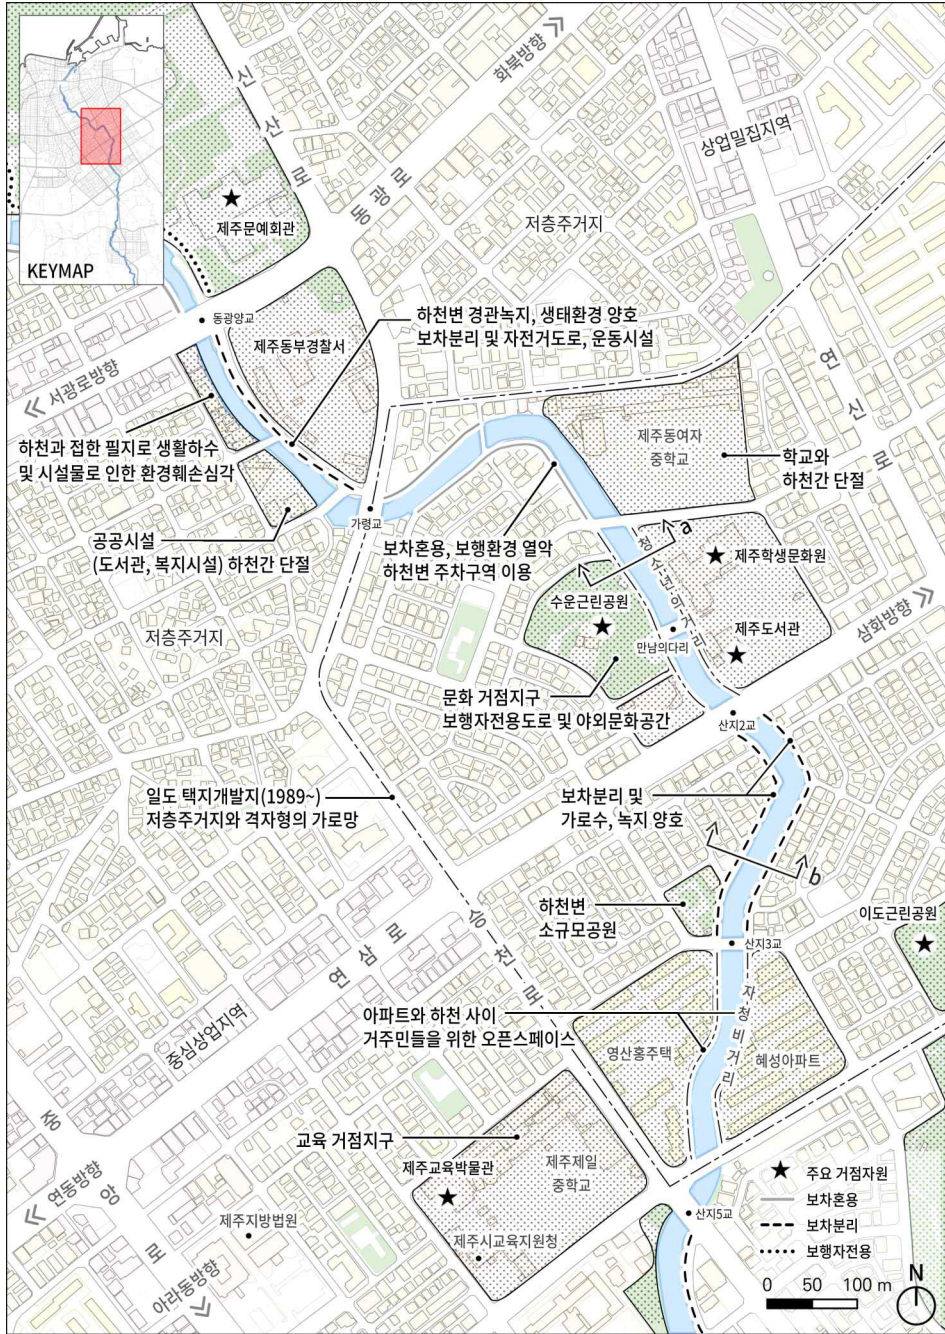 KEYMAP
신산로
화북방향
동광로
상업밀집지역
제주문예회관
저층주거지
동광양교
하천변 경관녹지, 생태환경 양호
보차분리 및 자전거도로, 운동시설
제주동부경찰서
서광로방향
연신로
하천과 접한 필지로 생활하수
및 시설물로 인한 환경훼손심각
제주동여자
중학교
학교와
하천간 단절
가령교
공공시설
(도서관, 복지시설) 하천간 단절
보차혼용, 보행환경 열악
하천변 주차구역 이용
a
청소년의거리
제주학생문화원
수운근린공원
삼화방향
저층주거지
만남의다리
제주도서관
문화 거점지구
보행자전용도로 및 야외문화공간
산지2교
일도 택지개발지(1989~)
저층주거지와 격자형의 가로망
보차분리 및
가로수, 녹지 양호
b
하천변
소규모공원
이도근린공원
연삼로
승천로
산지3교
중심상업지역
자청비거리
아파트와 하천 사이
거주민들을 위한 오픈스페이스
영산홍주택
혜성아파트
중앙로
교육 거점지구
제주교육박물관
제주제일
중학교
연동방향
제주지방법원
산지5교
제주시교육지원청
아라동방향
주요 거점자원
보차혼용
보차분리
보행자전용
0 50 100 m
N